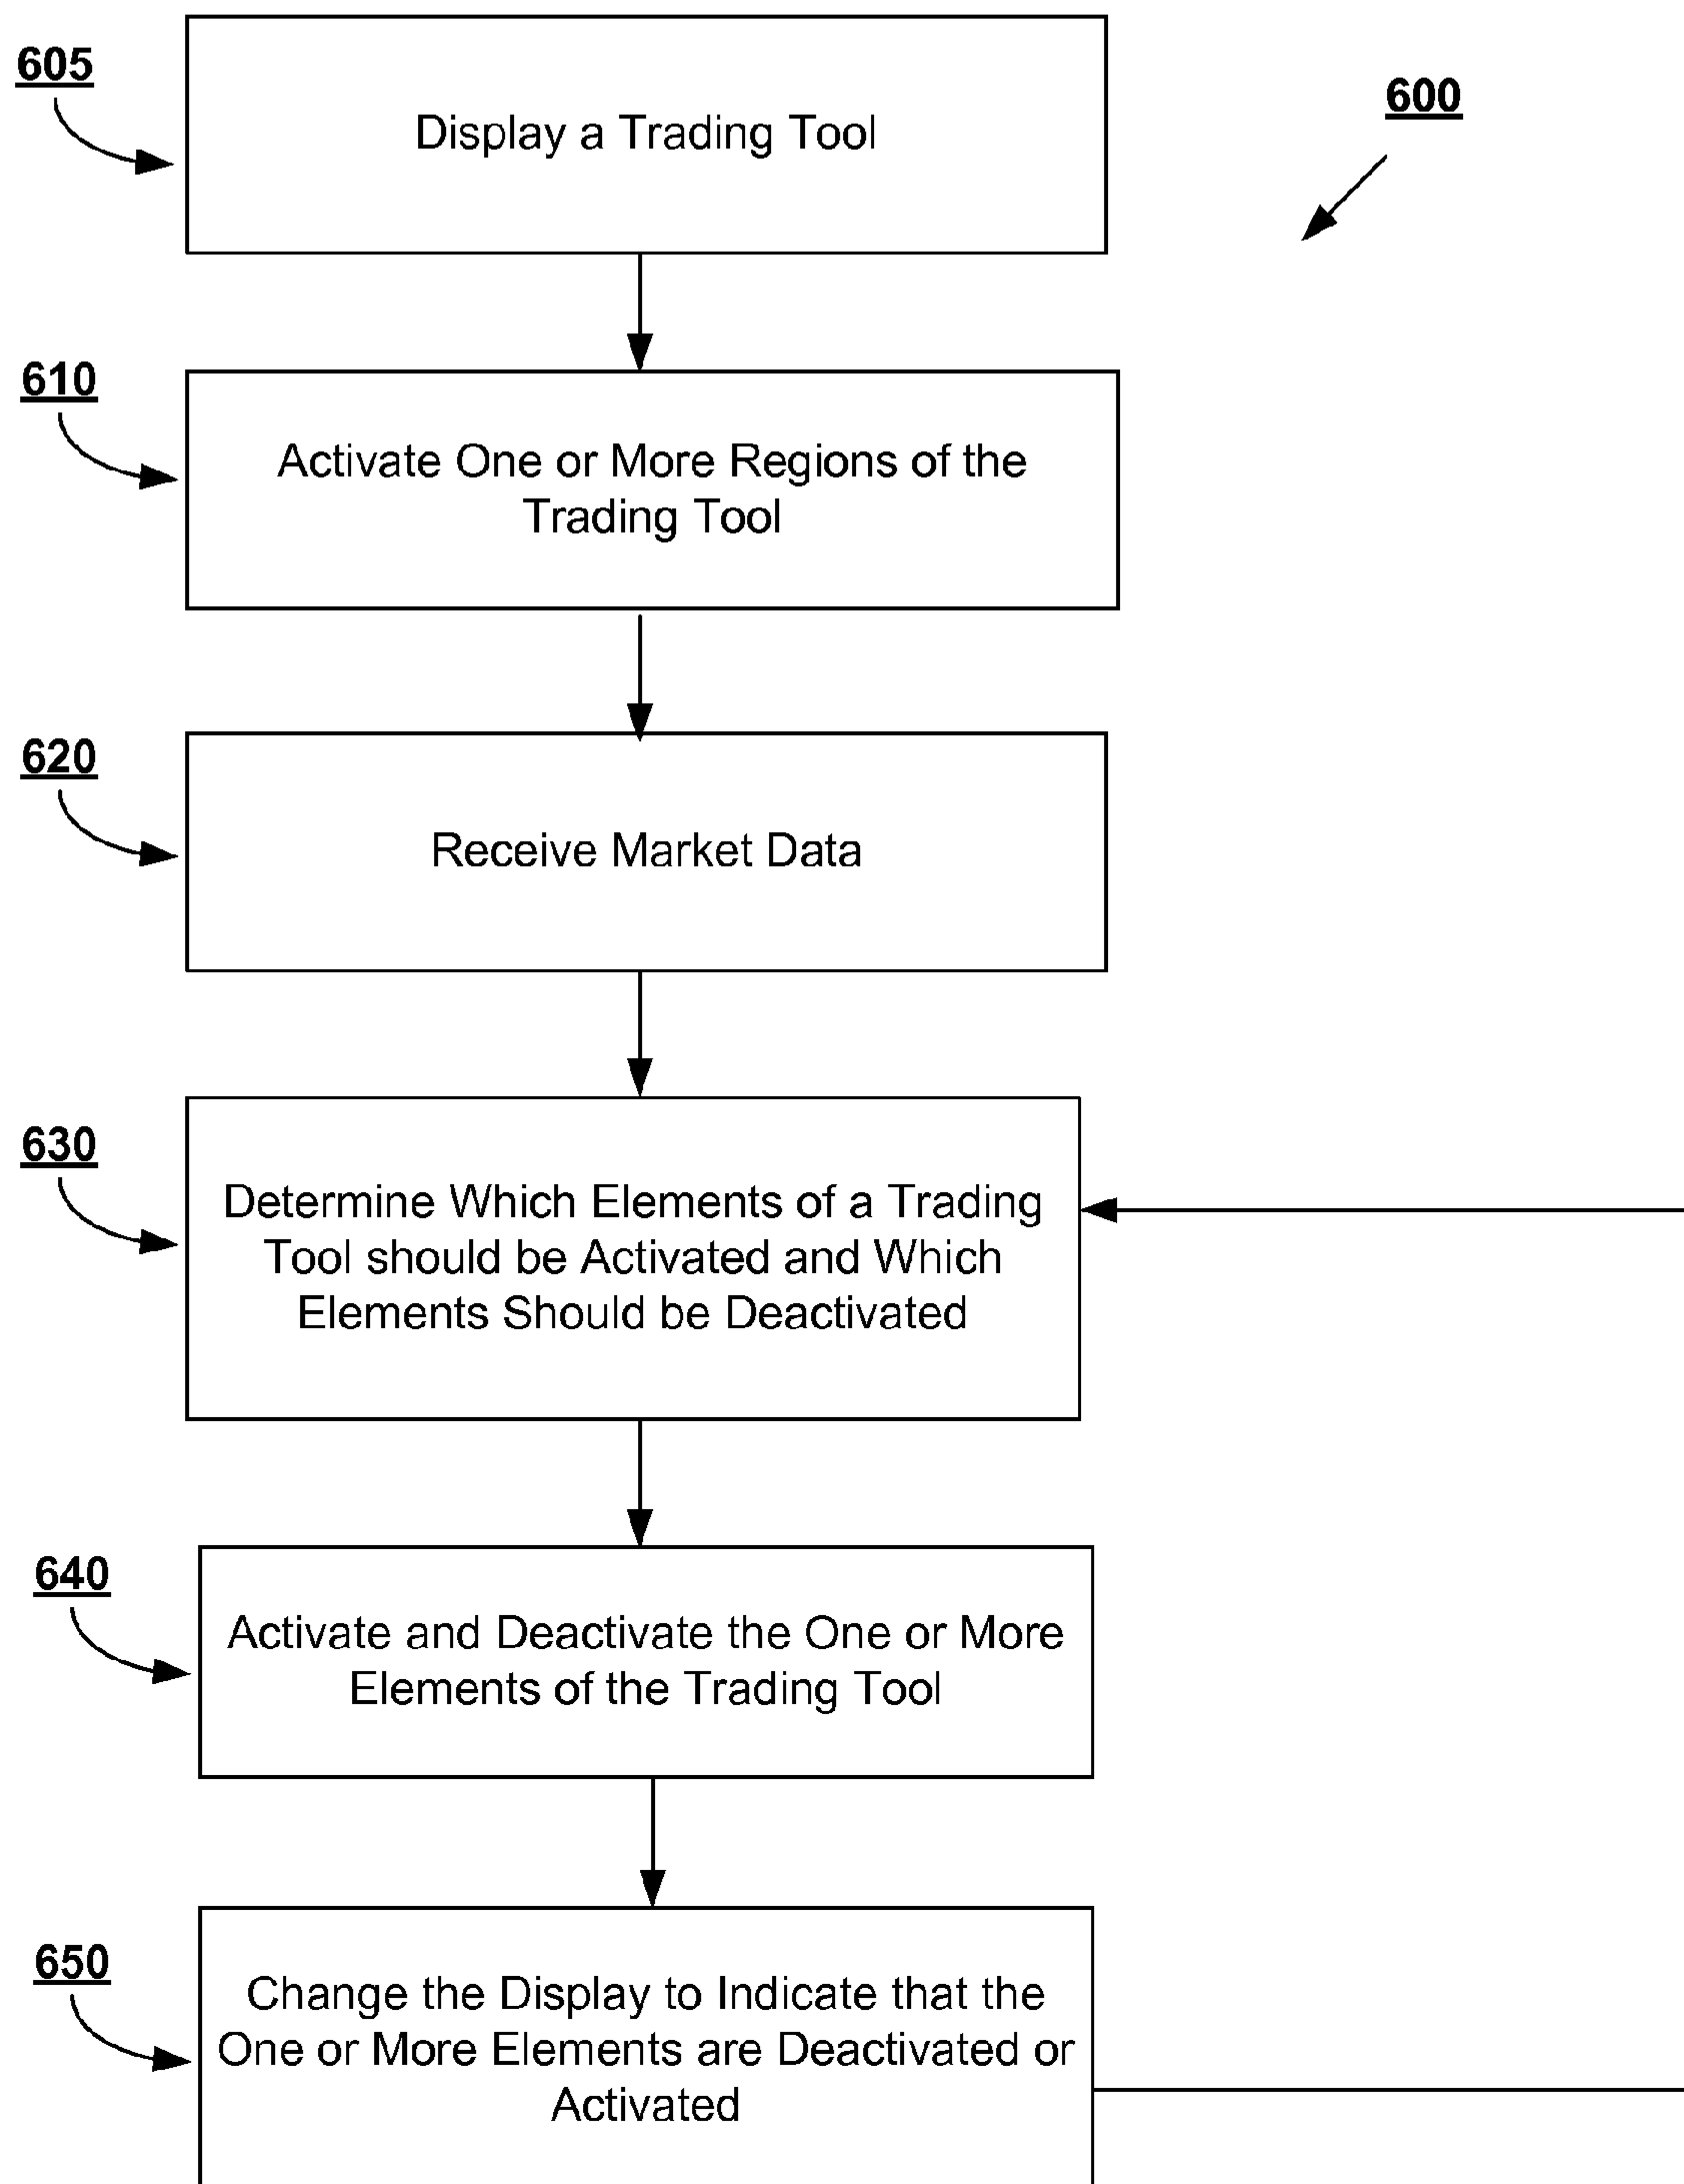 605
Display a Trading Tool
600
610
Activate One or More Regions of the
Trading Tool
620
Receive Market Data
630
Determine Which Elements of a Trading
Tool should be Activated and Which
Elements Should be Deactivated
640
Activate and Deactivate the One or More
Elements of the Trading Tool
650
Change the Display to Indicate that the
One or More Elements are Deactivated or
Activated